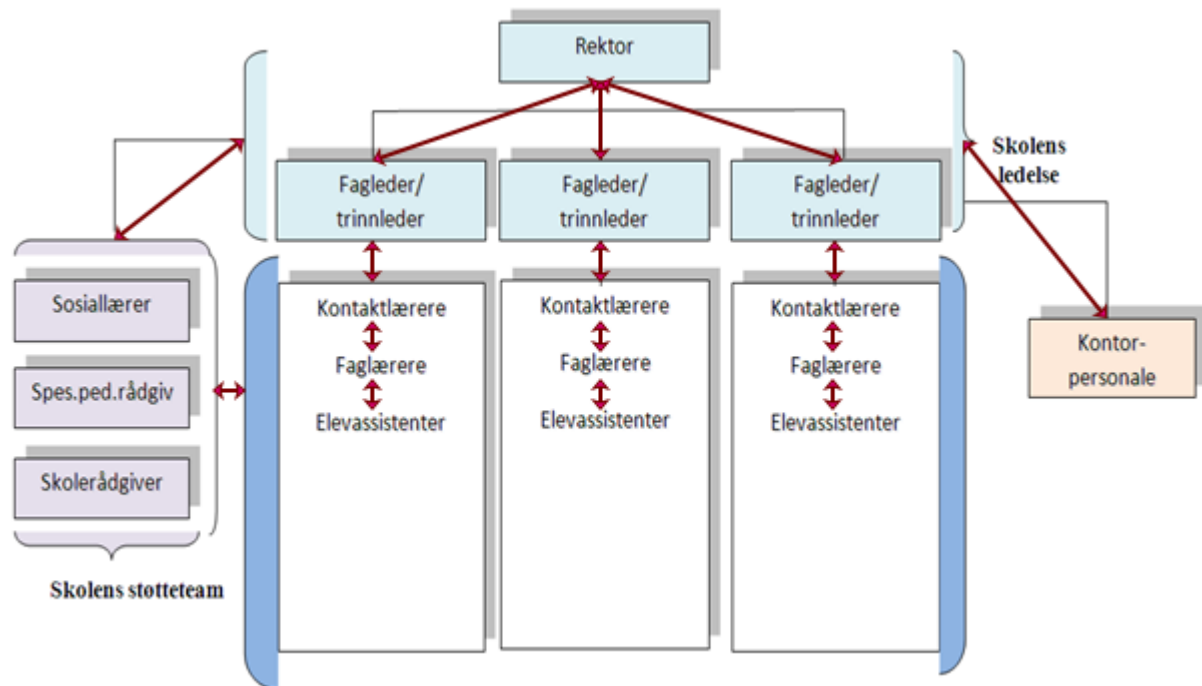 Rektor
Skolens
ledelse
Fagleder/
trinnleder
Fagleder/
trinnleder
Fagleder/
trinnleder
Sosiallærer
Spes.ped.rådgiv
Skolerådgiver
Skolens støtteteam
Kontaktlærere
Faglærere
Elevassistenter
Kontaktlærere
Faglærere
Elevassistenter
Kontaktlærere
Faglærere
Elevassistenter
Kontor-
personale